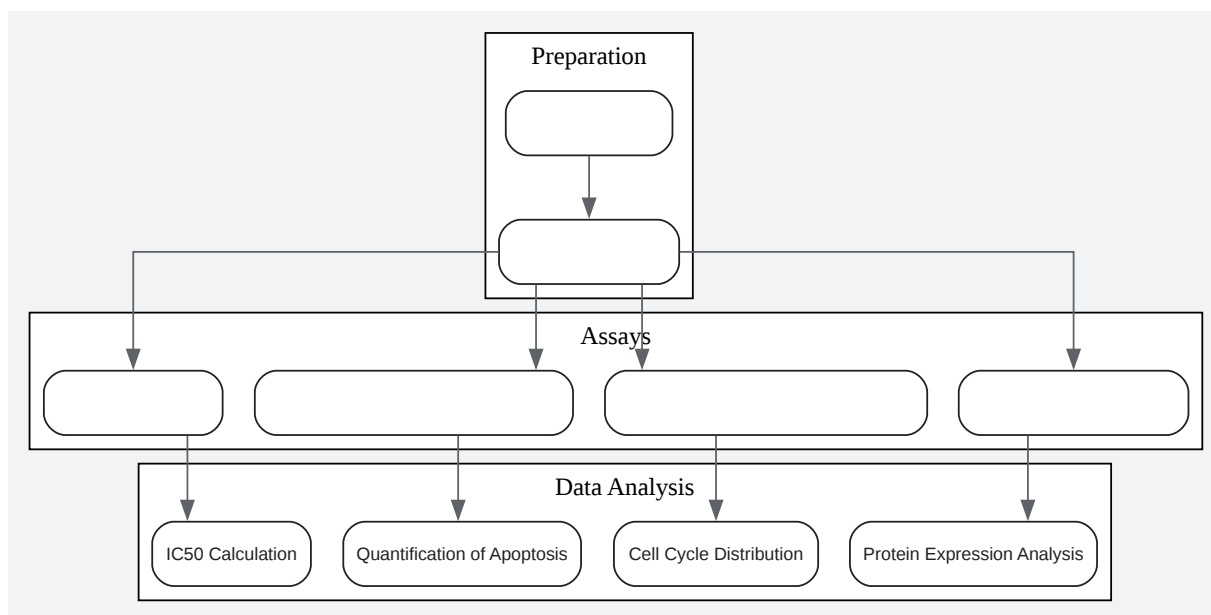 Preparation
Assays
Data Analysis
IC50 Calculation
Quantification of Apoptosis
Cell Cycle Distribution
Protein Expression Analysis